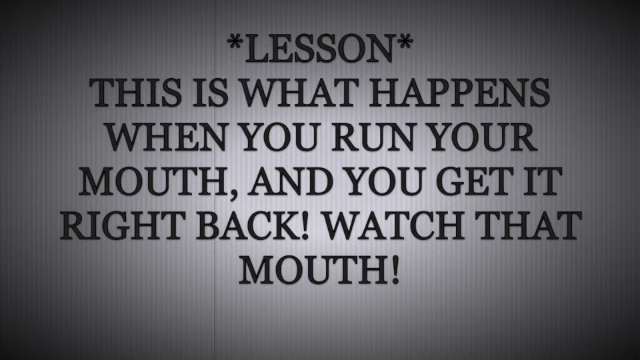 *LESSON*
THIS IS WHAT HAPPENS
WHEN YOU RUN YOUR
MOUTH, AND YOU GET IT
RIGHT BACK! WATCH THAT
MOUTH!